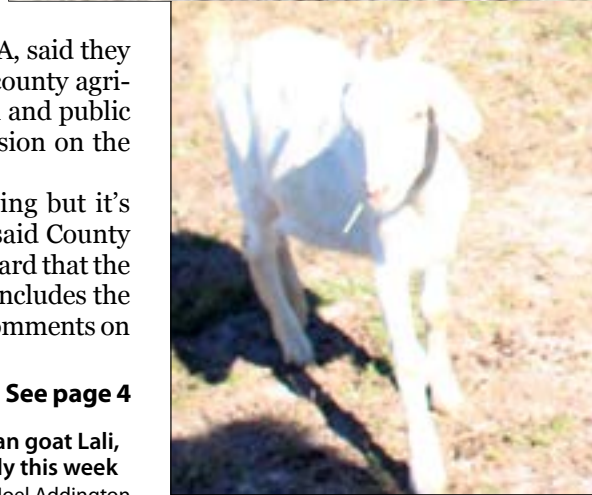 A, said they
county agri-
and public
sion on the
ing but it's
said County
ard that the
ncludes the
omments on
See page 4
an goat Lali,
ly this week
Joel Addington